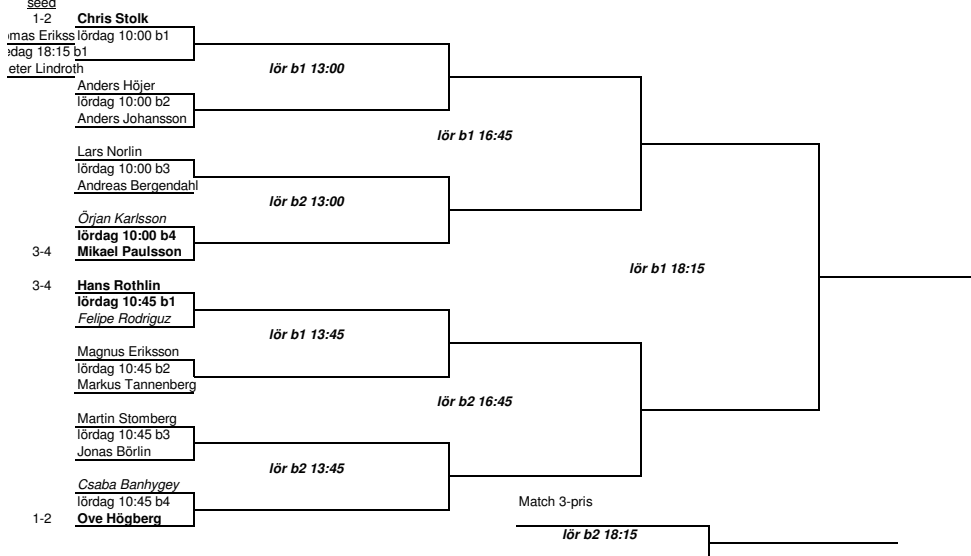 seed
1-2 Chris Stolk
omas Erikss lördag 10:00 b1
edag 18:15 b1
eter Lindroth
lör b1 13:00
Anders Höjer
lördag 10:00 b2
Anders Johansson
lör b1 16:45
Lars Norlin
lördag 10:00 b3
Andreas Bergendahl
lör b2 13:00
Örjan Karlsson
lördag 10:00 b4
3-4 Mikael Paulsson
lör b1 18:15
3-4 Hans Rothlin
lördag 10:45 b1
Felipe Rodriguz
lör b1 13:45
Magnus Eriksson
lördag 10:45 b2
Markus Tannenberg
lör b2 16:45
Martin Stomberg
lördag 10:45 b3
Jonas Börlin
lör b2 13:45
Csaba Banhygey
lördag 10:45 b4
1-2 Ove Högberg
Match 3-pris
lör b2 18:15